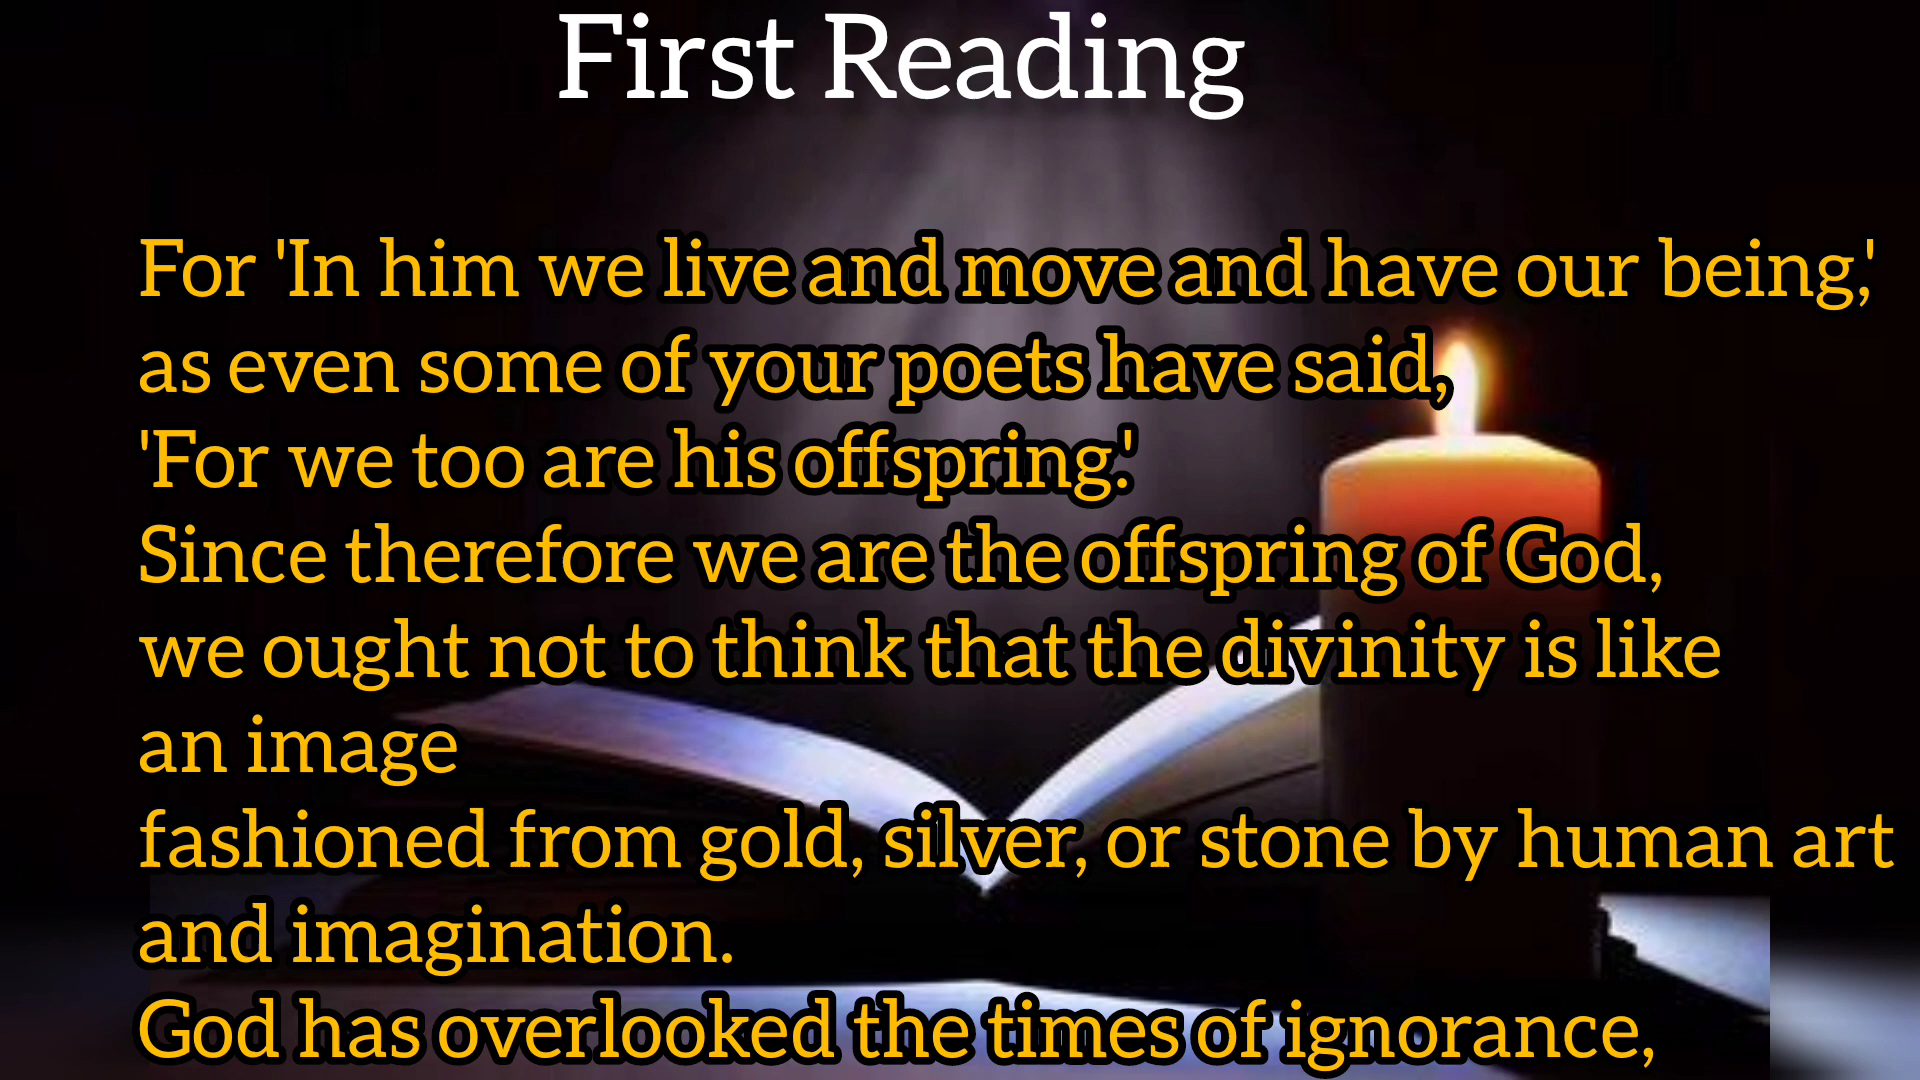 First Reading
For 'In him we live and move and have our being,'
as even some of your poets have said,
'For we too are his offspring.'
Since therefore we are the offspring of God,
we ought not to think that the divinity is like
an image
fashioned from gold, silver, or stone by human art
and imagination.
God has overlooked the times of ignorance,